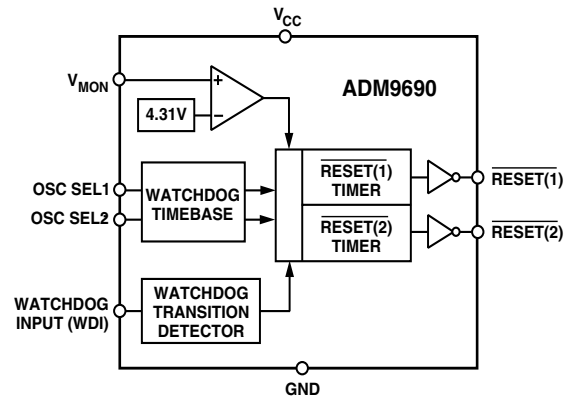 VCC
ADM9690
VMON
+
4.31V
–
OSC SEL1
OSC SEL2
WATCHDOG
TIMEBASE
RESET(1)
TIMER
RESET(1)
RESET(2)
TIMER
RESET(2)
WATCHDOG
INPUT (WDI)
WATCHDOG
TRANSITION
DETECTOR
GND